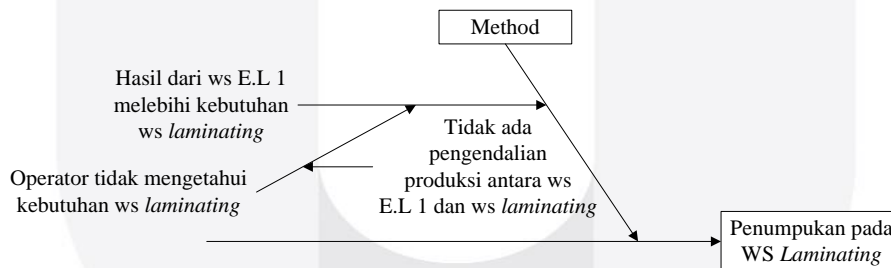 Method
Hasil dari ws E.L 1
melebihi kebutuhan
ws laminating
Tidak ada
pengendalian
produksi antara ws
E.L 1 dan ws laminating
Operator tidak mengetahui
kebutuhan ws laminating
Penumpukan pada
WS Laminating